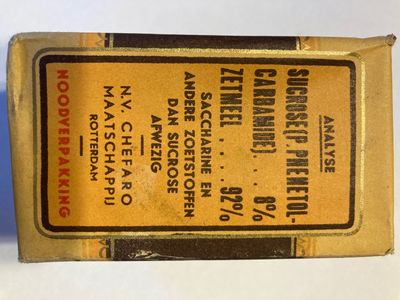 ANALYSE
SUCROSE(P. PHENETOL-
CARBAMIDE)... 8%
ZETMEEL .... 92%
SACCHARINE EN
ANDERE ZOETSTOFFEN
DAN SUCROSE
AFWEZIG
N.V. CHEFARO
MAATSCHAPPIJ
ROTTERDAM
NOODVERPAKKING